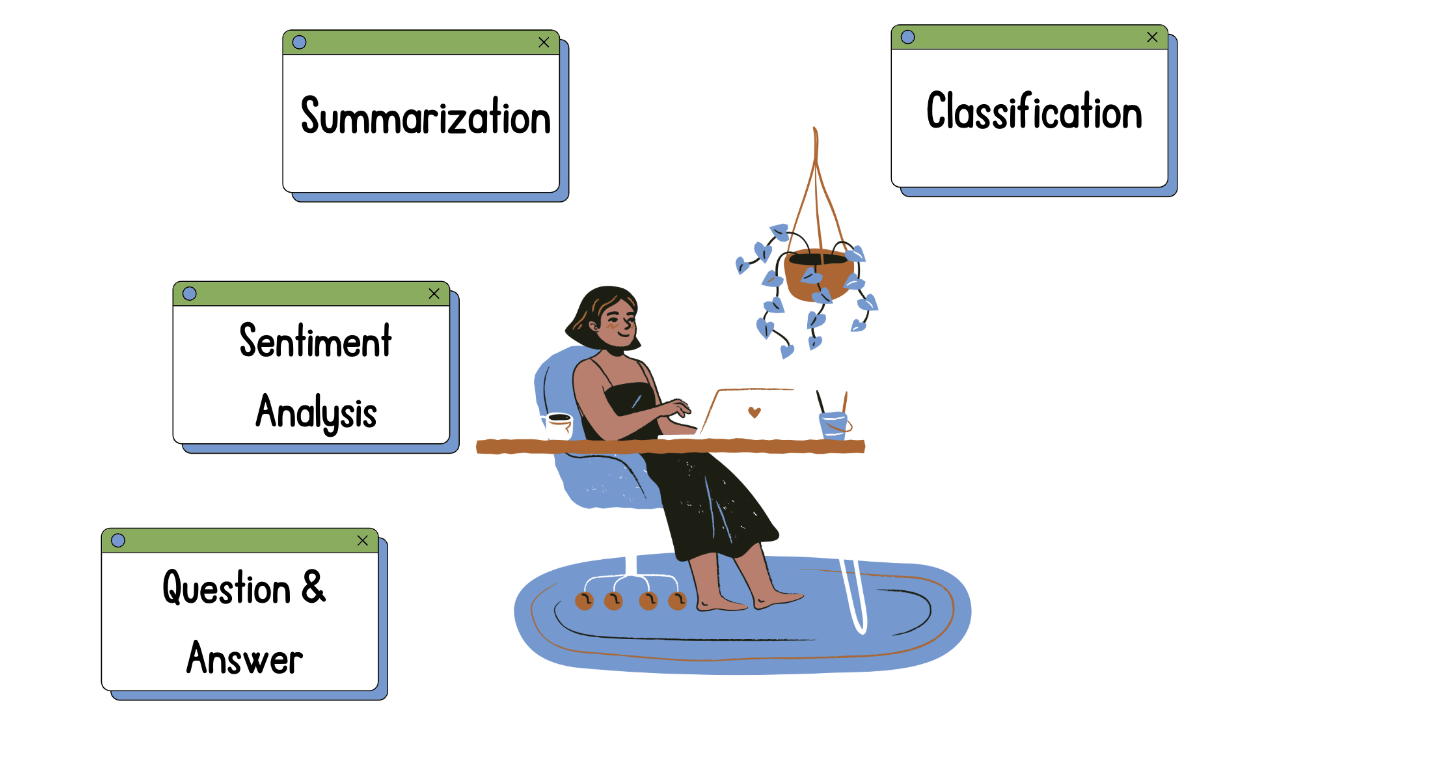 Summarization
Classification
Sentiment
Analysis
Question &
Answer